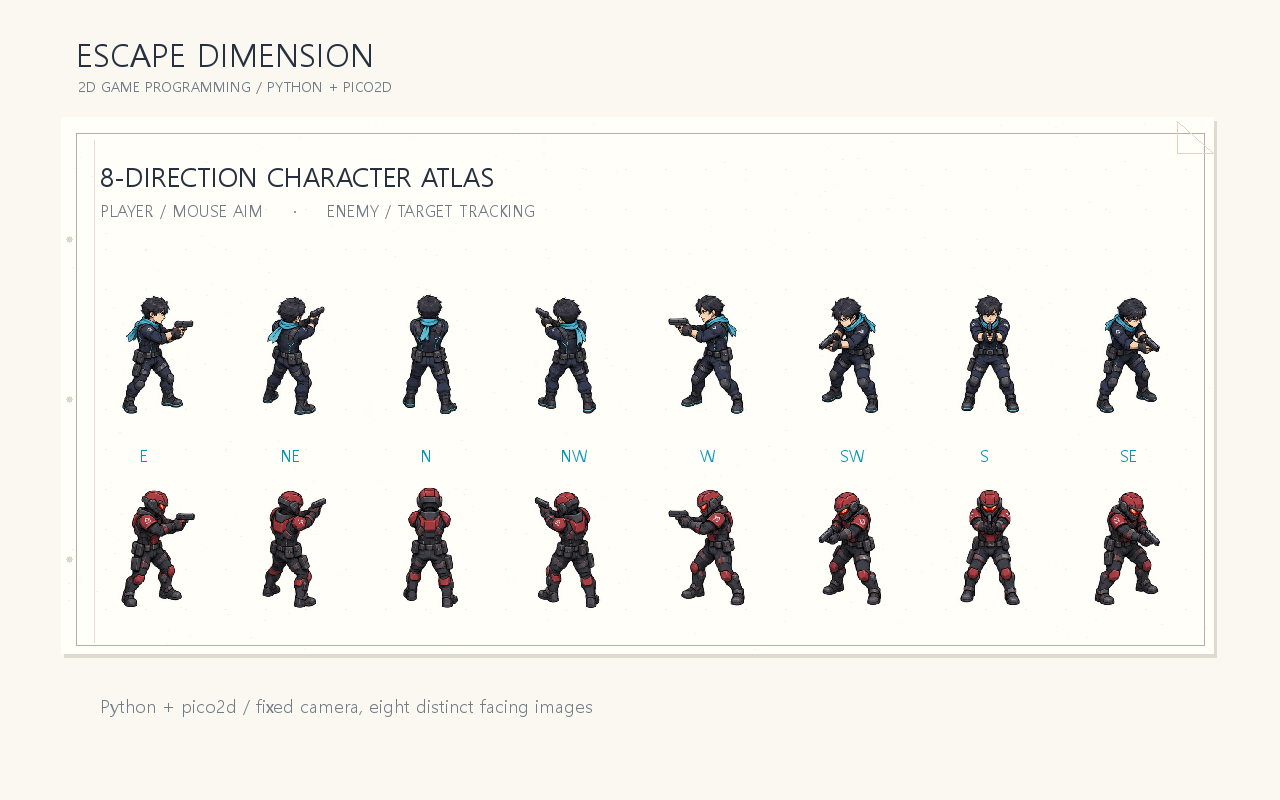 ESCAPE DIMENSION
2D GAME PROGRAMMING / PYTHON + PICO2D
8-DIRECTION CHARACTER ATLAS
PLAYER / MOUSE AIM · ENEMY / TARGET TRACKING
E NE N NW W SW S SE
Python + pico2d / fixed camera, eight distinct facing images